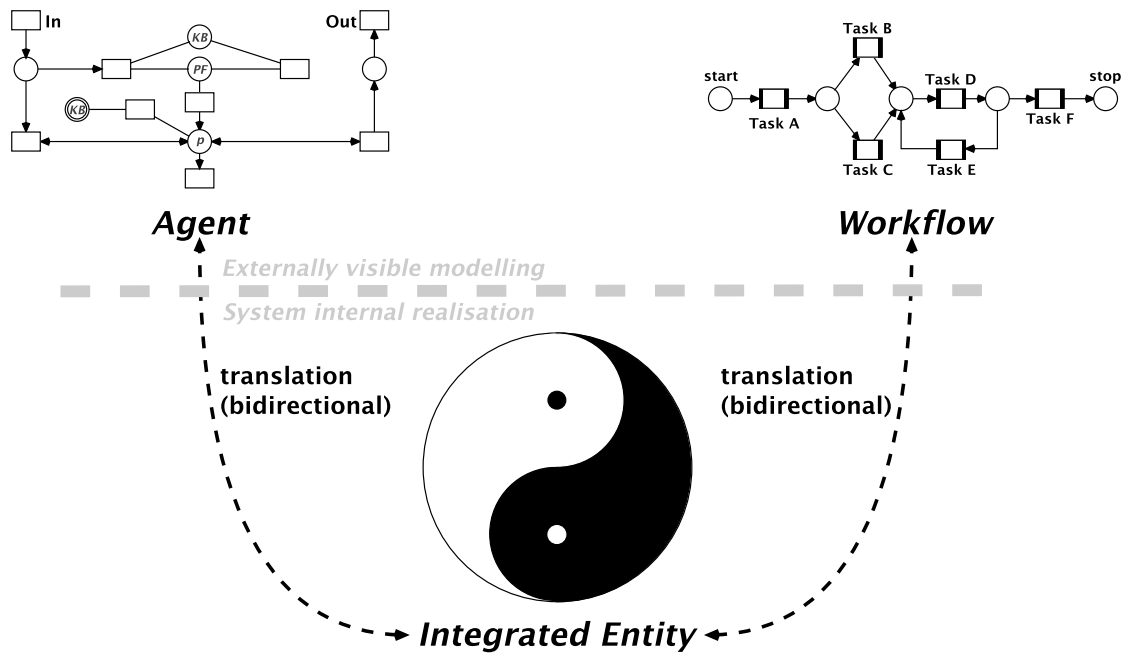 In
Out
KB
PF
KB
p
Agent
start
Task A
Task B
Task C
Task D
Task E
Task F
stop
Workflow
Externally visible modelling
System internal realisation
translation
(bidirectional)
translation
(bidirectional)
Integrated Entity